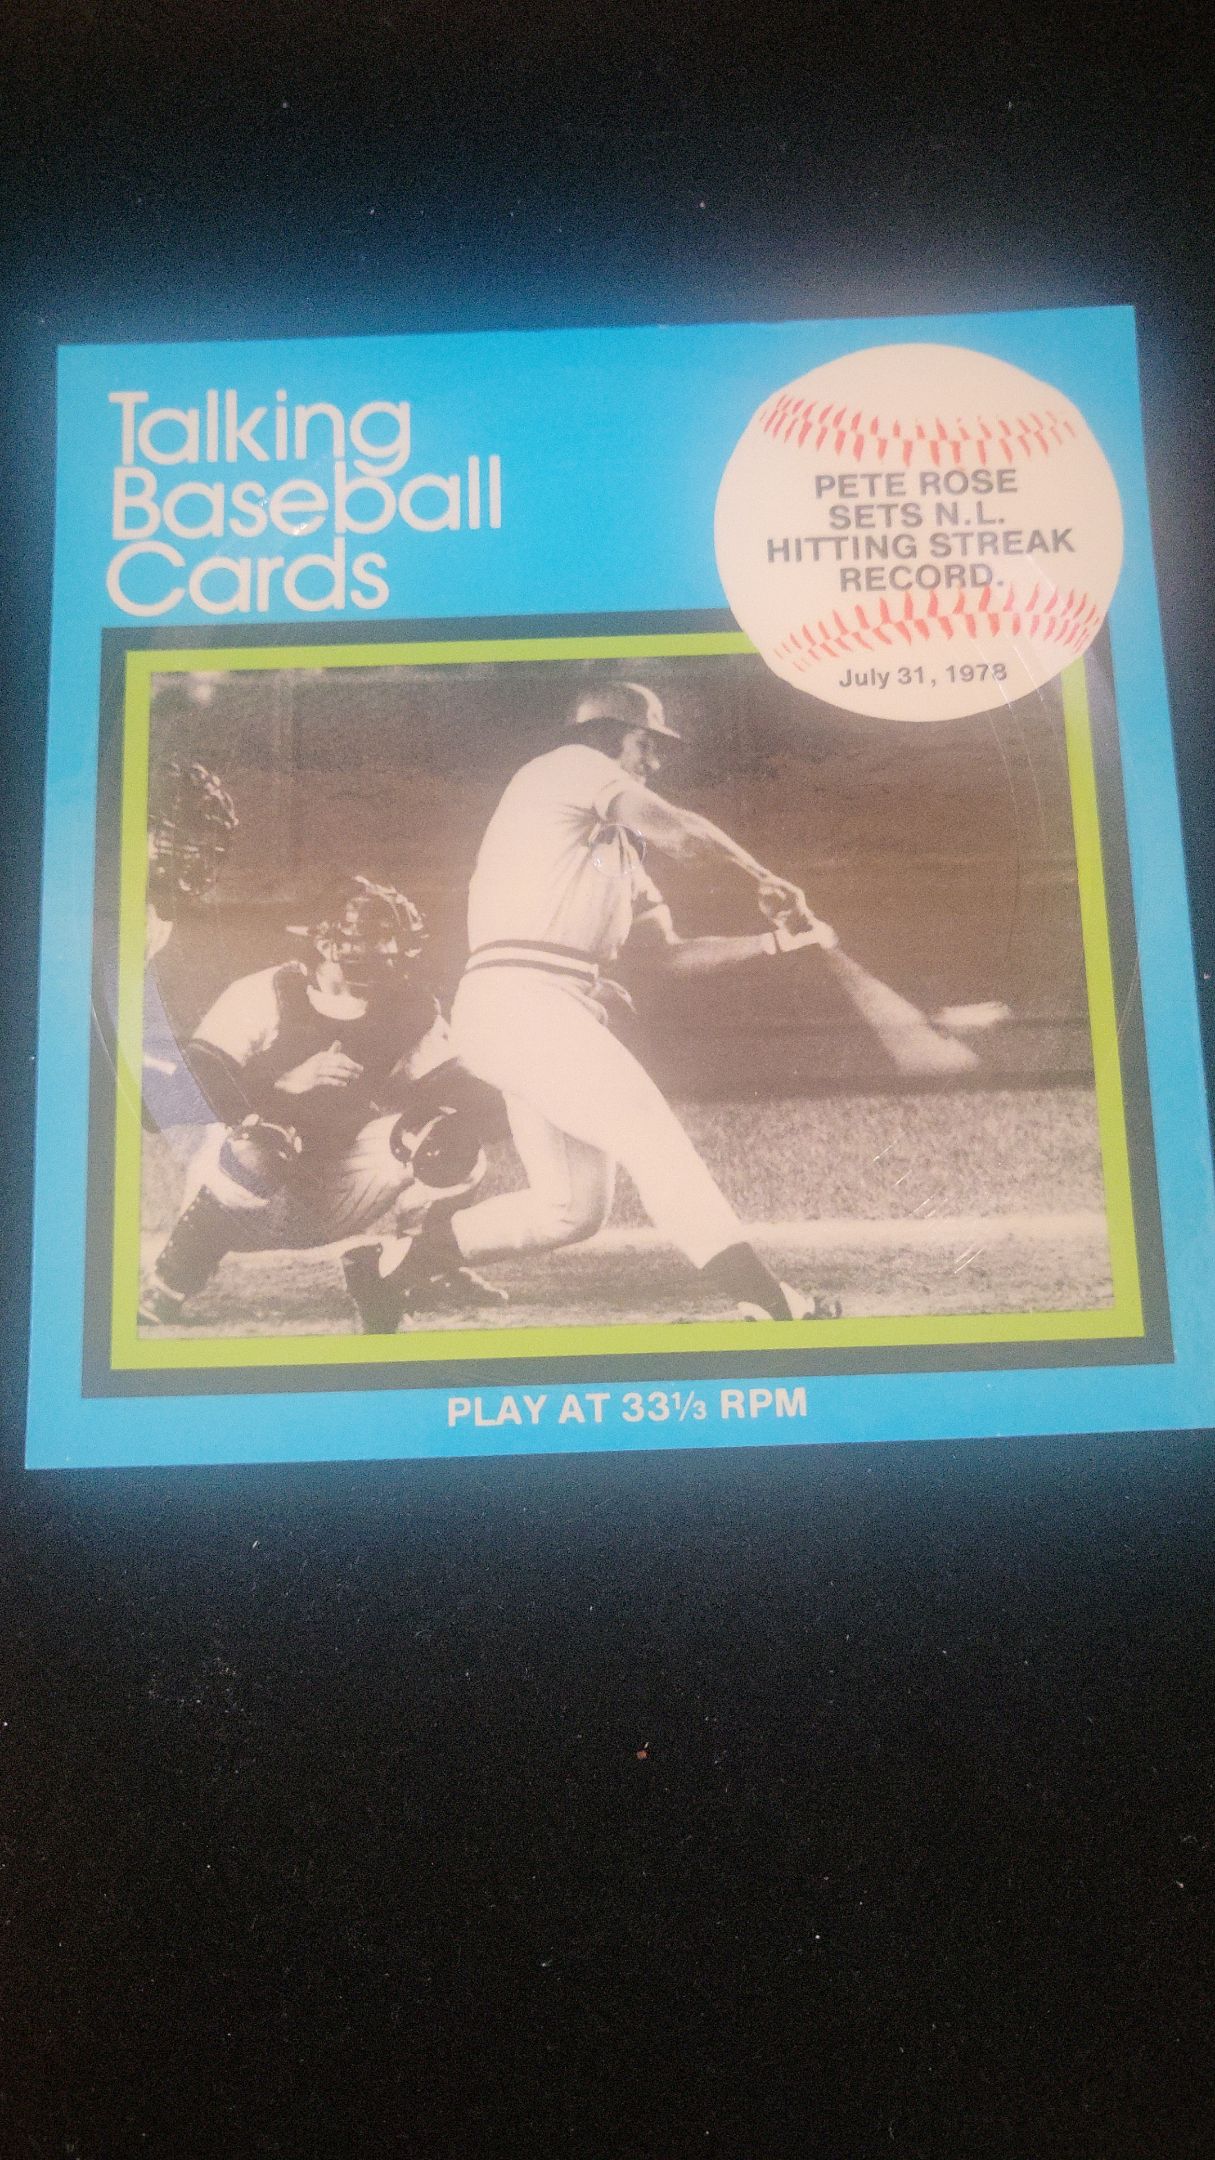 Talking
Baseball
Cards
PETE ROSE
SETS N.L.
HITTING STREAK
RECORD.
July 31, 1978
PLAY AT 33⅓ RPM